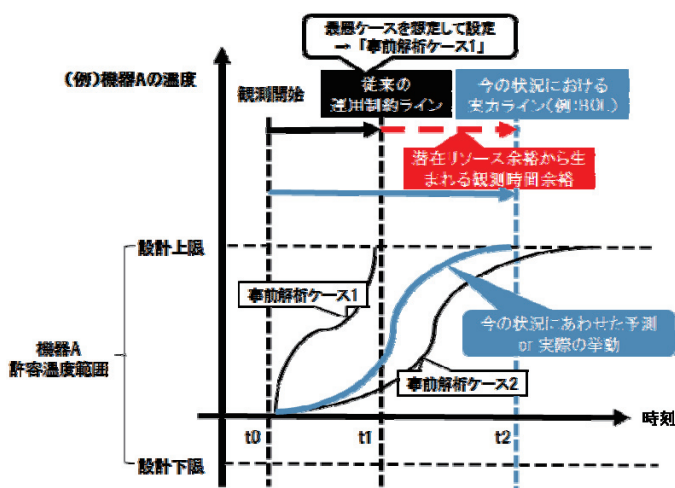 最悪ケースを想定して設定
→「事前解析ケース1」
(例)機器Aの温度
観測開始
従来の
運用制約ライン
今の状況における
実力ライン(例:BOL)
潜在リソース余裕から生
まれる観測時間余裕
設計上限
事前解析ケース1
今の状況にあわせた予測
or 実際の挙動
機器A
許容温度範囲
事前解析ケース2
時刻
t0
t1
t2
設計下限